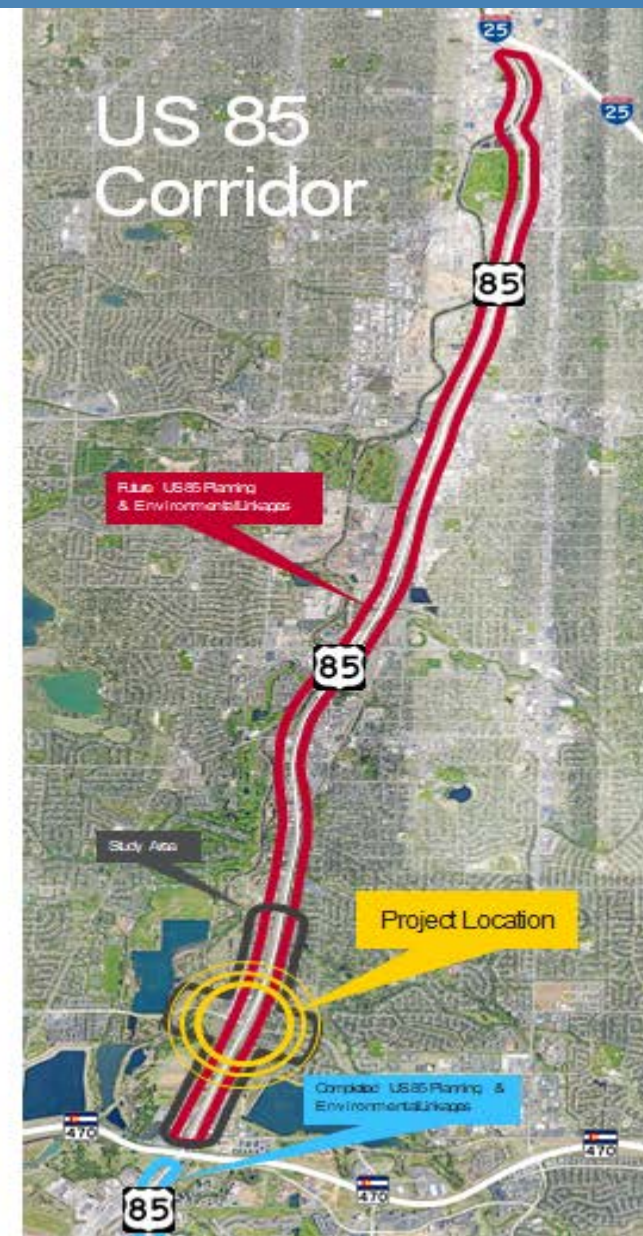 25
25
US 85
Corridor
85
Future US 85 Planning
& Environmental Linkages
85
Study Area
Project Location
Completed US 85 Planning &
Environmental Linkages
470
470
470
85